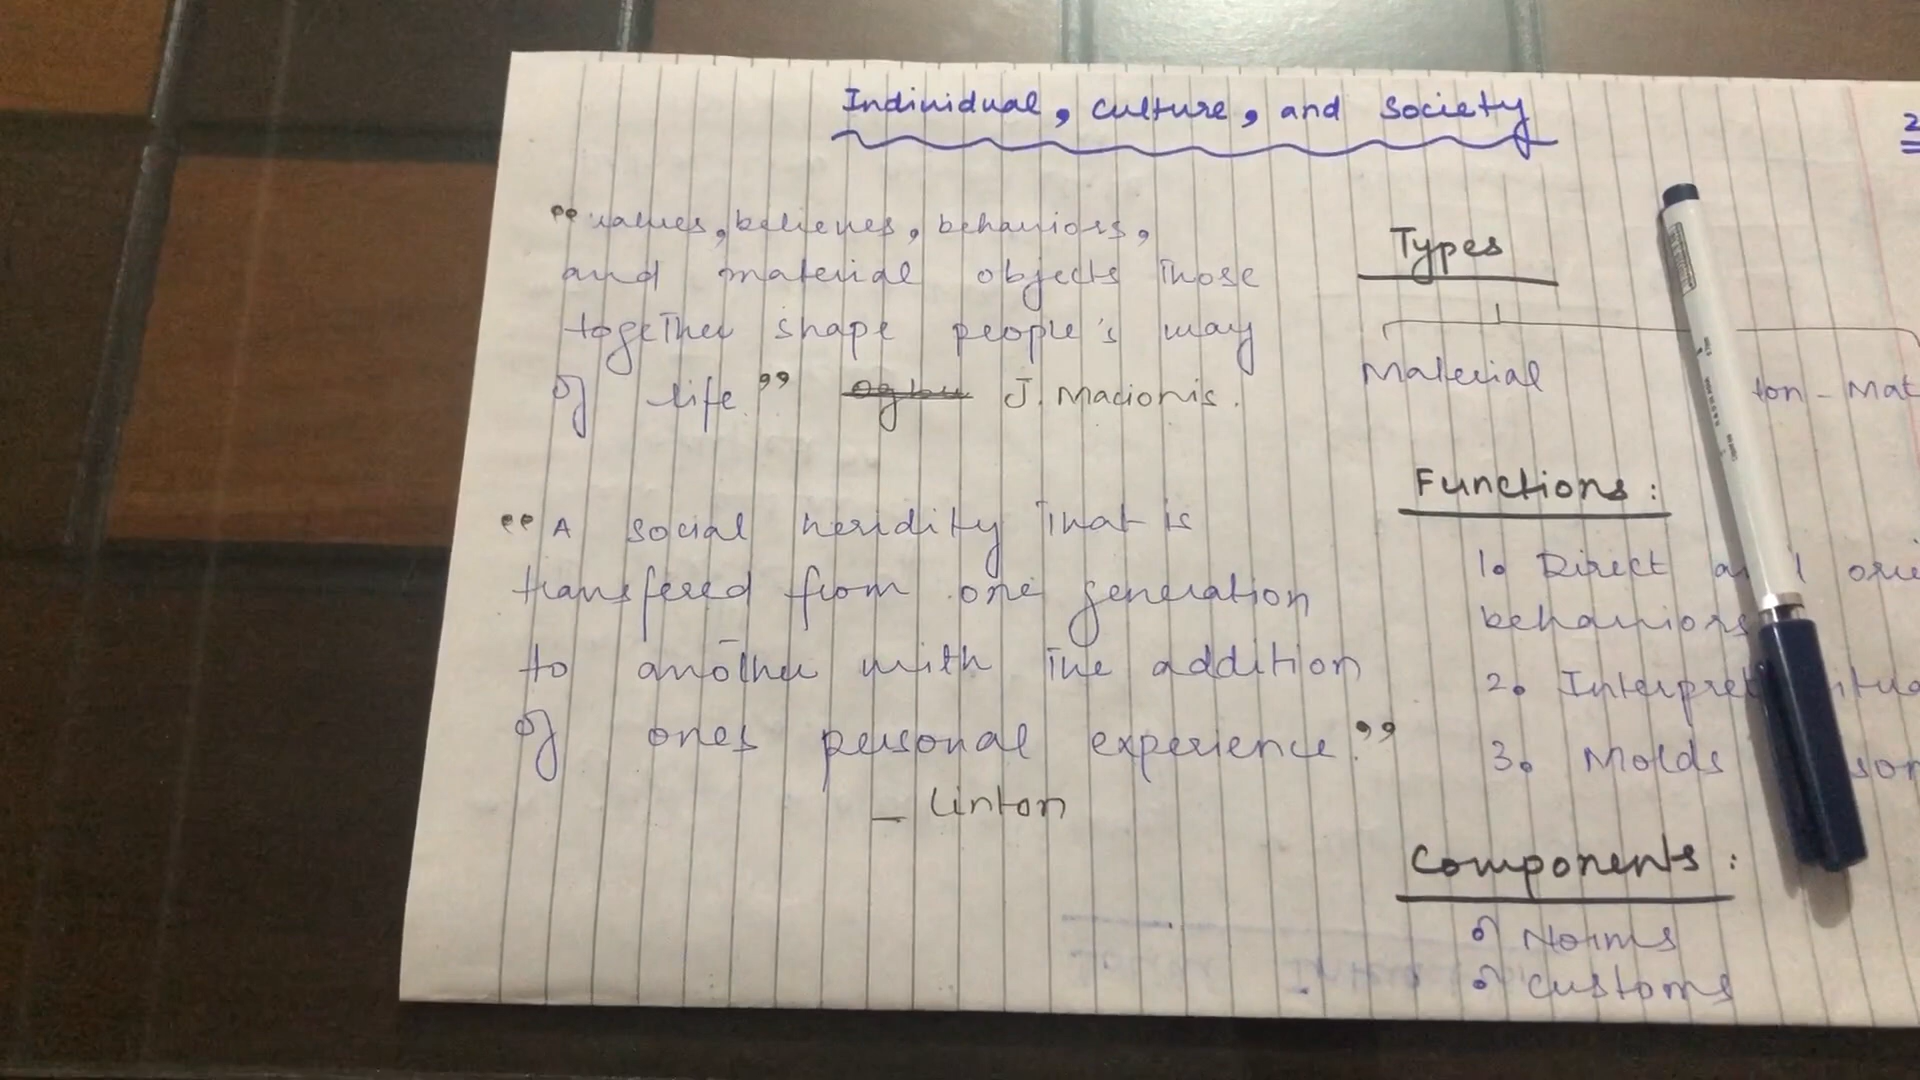 Individual, culture, and society
"values, believes, behaviors,
and material objects those
together shape people's way
of life" J. Macionis.
"A social heridity that is
transfered from one generation
to another with the addition
of ones personal experience."
_ Linton
Types
Material
Functions:
1. Direct
behaviors
2. Interpret
3. Molds
Components:
Norms
customs
2